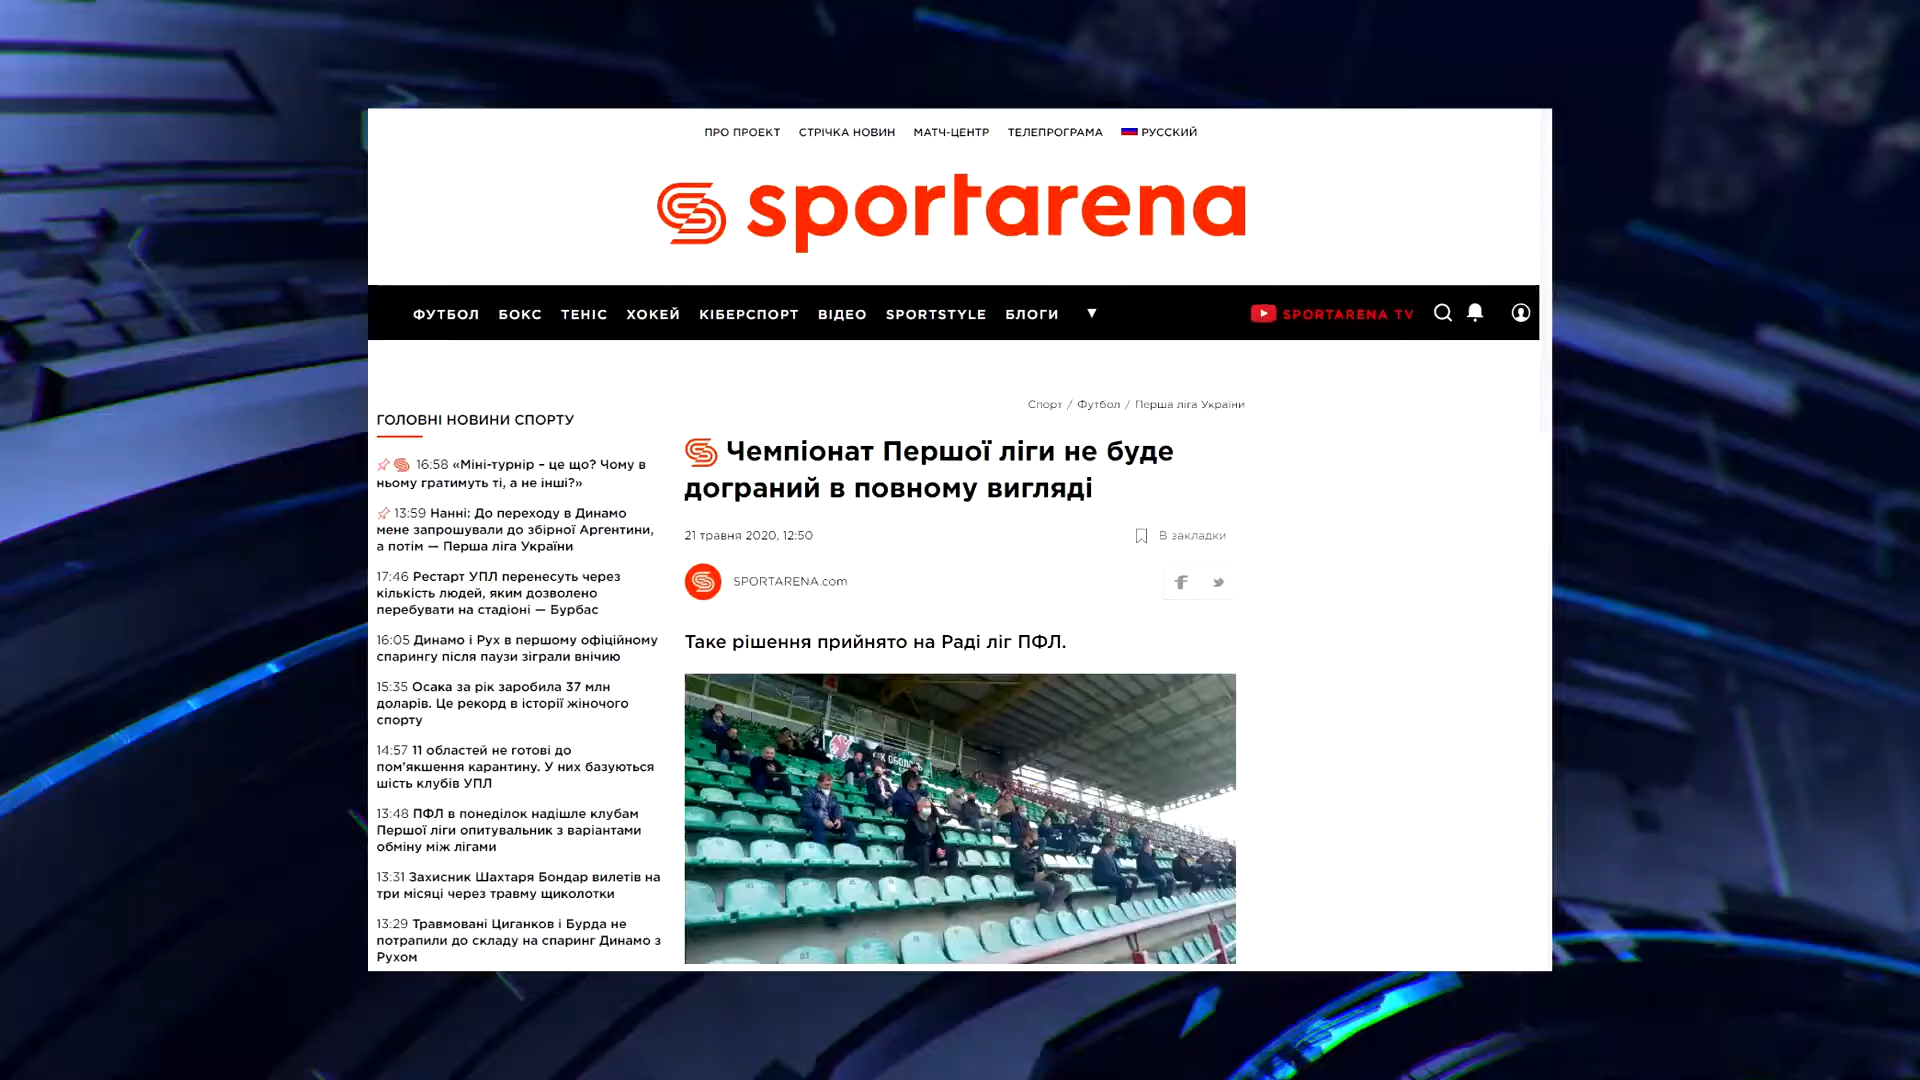 ПРО ПРОЕКТ СТРІЧКА НОВИН МАТЧ-ЦЕНТР ТЕЛЕПРОГРАМА РУССКИЙ
sportarena
ФУТБОЛ БОКС ТЕНІС ХОКЕЙ КІБЕРСПОРТ ВІДЕО SPORTSTYLE БЛОГИ ▼ SPORTARENA TV
Спорт / Футбол / Перша ліга України
ГОЛОВНІ НОВИНИ СПОРТУ
16:58 «Міні-турнір – це що? Чому в
ньому гратимуть ті, а не інші?»
13:59 Нанні: До переходу в Динамо
мене запрошували до збірної Аргентини,
а потім — Перша ліга України
17:46 Рестарт УПЛ перенесуть через
кількість людей, яким дозволено
перебувати на стадіоні — Бурбас
16:05 Динамо і Рух в першому офіційному
спарингу після паузи зіграли внічию
15:35 Осака за рік заробила 37 млн
доларів. Це рекорд в історії жіночого
спорту
14:57 11 областей не готові до
пом'якшення карантину. У них базуються
шість клубів УПЛ
13:48 ПФЛ в понеділок надішле клубам
Першої ліги опитувальник з варіантами
обміну між лігами
13:31 Захисник Шахтаря Бондар вилетів на
три місяці через травму щиколотки
13:29 Травмовані Циганков і Бурда не
потрапили до складу на спаринг Динамо з
Рухом
Чемпіонат Першої ліги не буде
дограний в повному вигляді
21 травня 2020, 12:50
В закладки
SPORTARENA.com
Таке рішення прийнято на Раді ліг ПФЛ.
ФК ОБОЛОНЬ